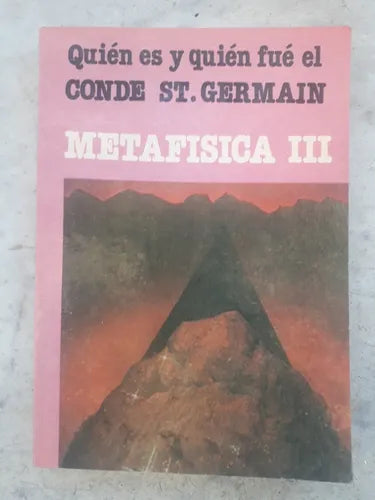 Quién es y quién fué el
CONDE ST. GERMAIN
METAFISICA III